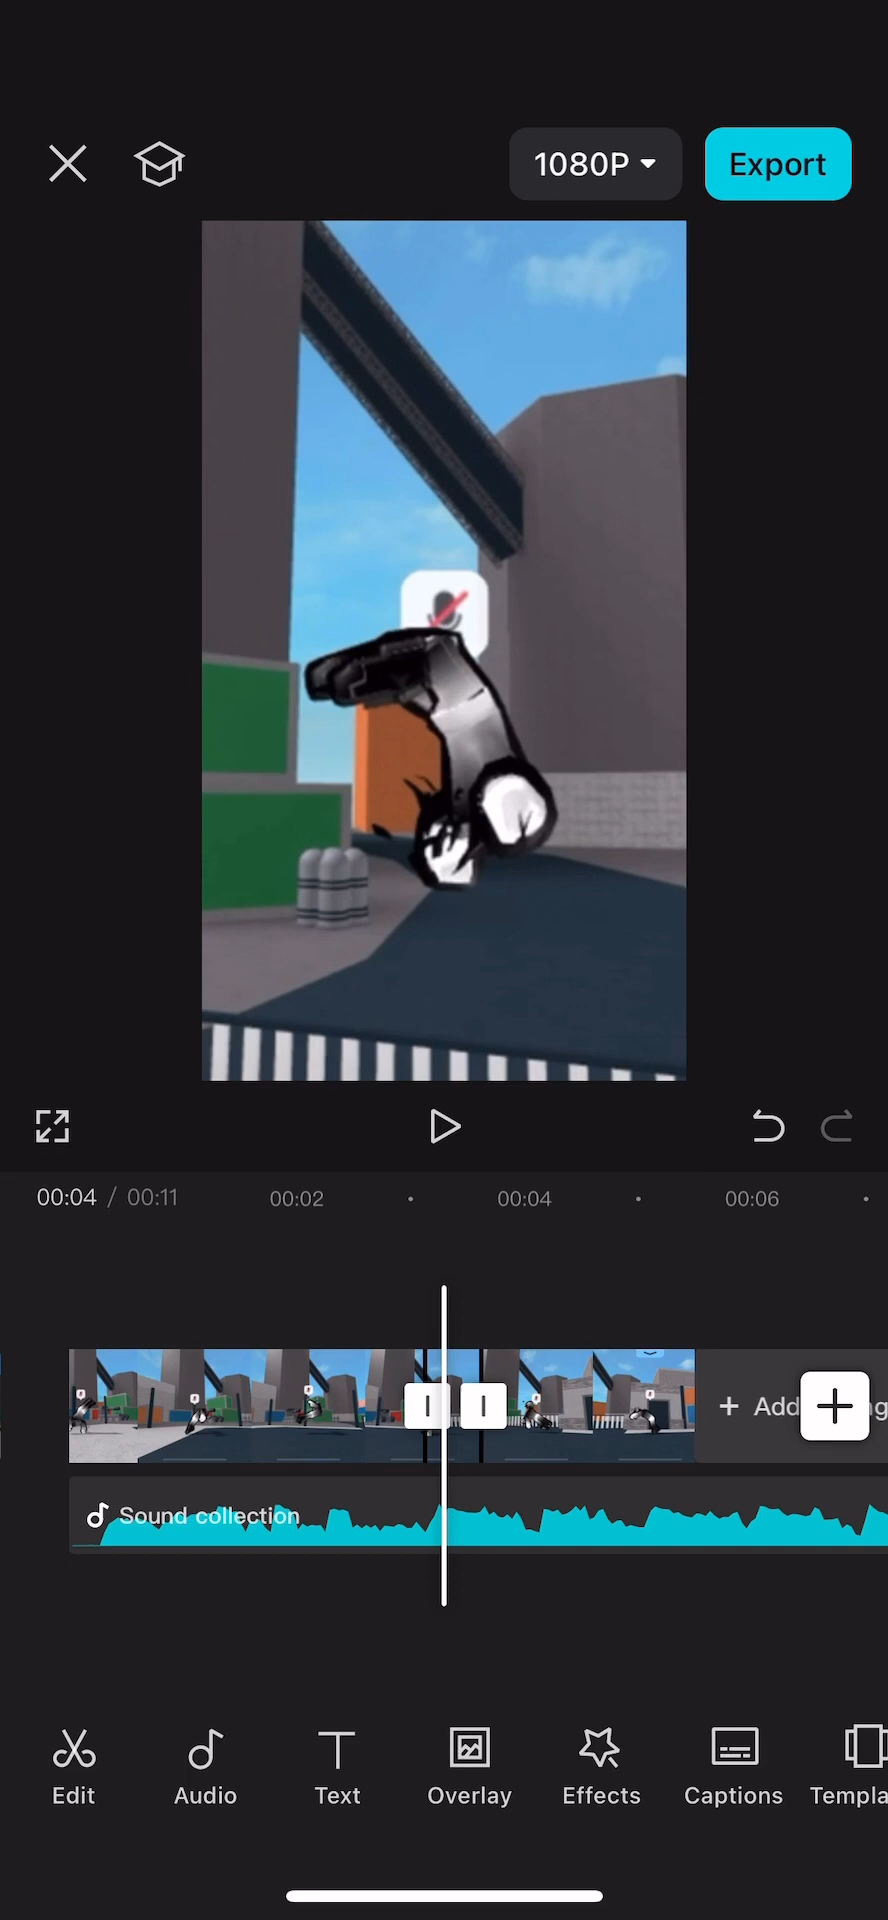 1080P
Export
00:04 / 00:11
00:02
00:04
00:06
+ Add
Sound collection
Edit
Audio
Text
Overlay
Effects
Captions
Templa